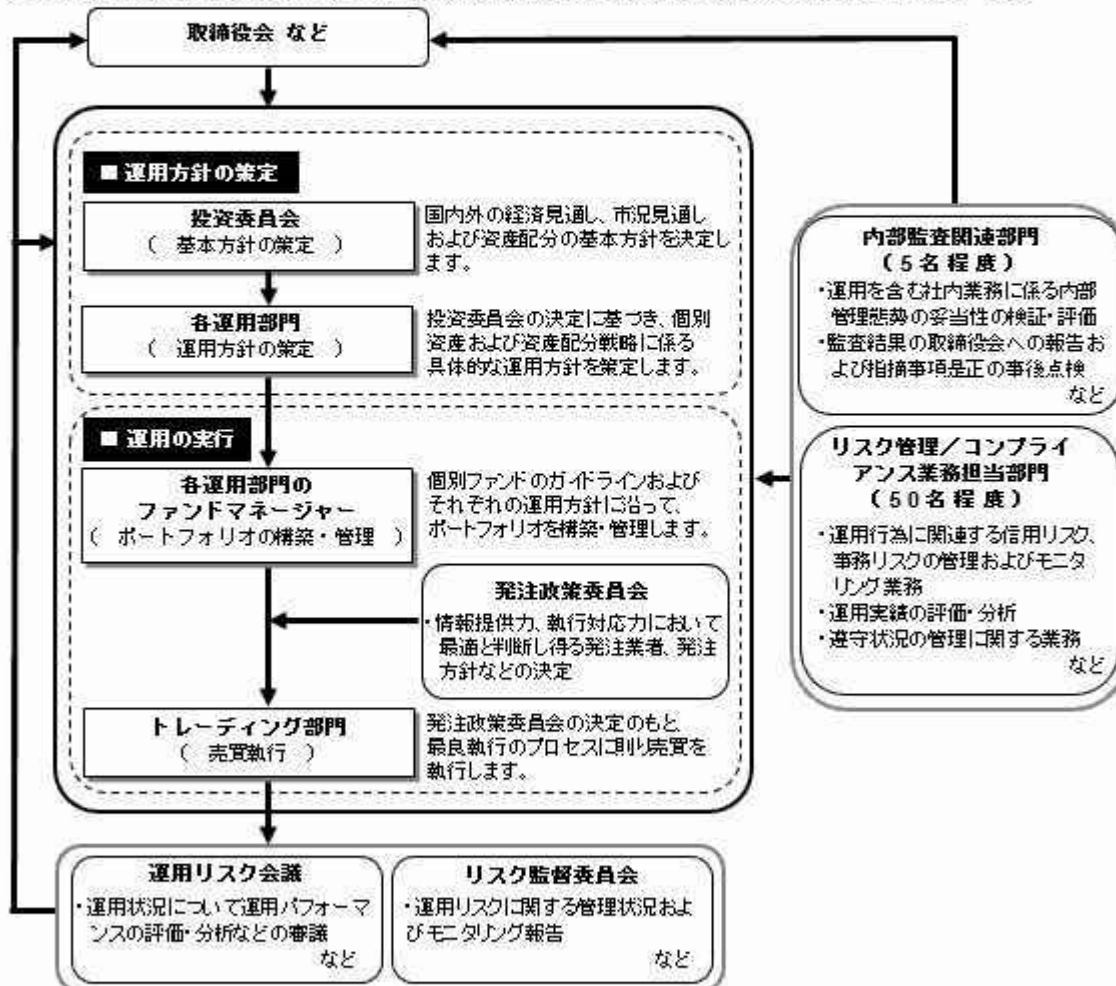 取締役会 など
■ 運用方針の策定
投資委員会
( 基本方針の策定 )
国内外の経済見通し、市況見通し
および資産配分の基本方針を決定し
ます。
各運用部門
( 運用方針の策定 )
投資委員会の決定に基づき、個別
資産および資産配分戦略に係る
具体的な運用方針を策定します。
■ 運用の実行
各運用部門の
ファンドマネージャー
( ポートフォリオの構築・管理 )
個別ファンドのガイドラインおよび
それぞれの運用方針に沿って、
ポートフォリオを構築・管理します。
発注政策委員会
・情報提供力、執行対応力において
最適と判断し得る発注業者、発注
方針などの決定
トレーディング部門
( 売買執行 )
発注政策委員会の決定のもと、
最良執行のプロセスに則り売買を
執行します。
運用リスク会議
・運用状況について運用パフォーマ
ンスの評価・分析などの審議
など
リスク監督委員会
・運用リスクに関する管理状況およ
びモニタリング報告
など
内部監査関連部門
(5名程度)
・運用を含む社内業務に係る内部
管理態勢の妥当性の検証・評価
・監査結果の取締役会への報告お
よび指摘事項是正の事後点検
など
リスク管理/コンプライ
アンス業務担当部門
(50名程度)
・運用行為に関連する信用リスク、
事務リスクの管理およびモニタ
リング業務
・運用実績の評価・分析
・遵守状況の管理に関する業務
など